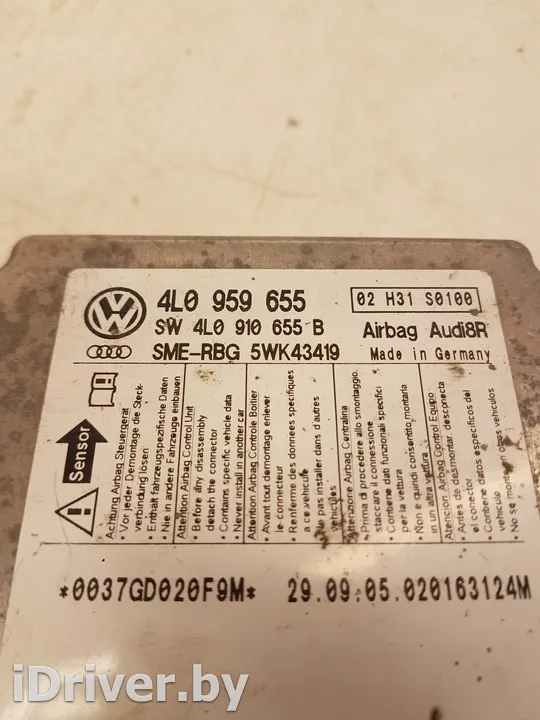 4L0 959 655
02 H31 S0100
SW 4L0 910 655 B
Airbag Audi8R
SME-RBG 5WK43419
Made in Germany
Sensor
Achtung Airbag Steuergerät
• Vor jeder Demontage die Steck-
verbindung lösen
• Enthält fahrzeugspezifische Daten
• Nie in andere Fahrzeuge einbauen
Attention Airbag Control Unit
• Before any disassembly
detach the connector
• Contains specific vehicle data
• Never install in another car
Attention Airbag Controle Boitier
• Avant tout demontage enlever
le connecteur
• Renferme des donnees specifiques
a ce vehicule
• Ne pas installer dans d'autres
vehicules
Attenzione Airbag Centralina
• Prima di procedere allo smontaggio,
staccare il connessione
• Contiene dati funzionali specifici
per la vettura
• Non e quindi consentito montarla
in un altra vettura
Atencion Airbag Control Equipo
• Antes de desmontar desconecta
el conector
• Contiene datos especificos del
vehiculo
• No se monte en otros vehiculos
*0037GD020F9M*
29.09.05.020163124M
iDriver.by